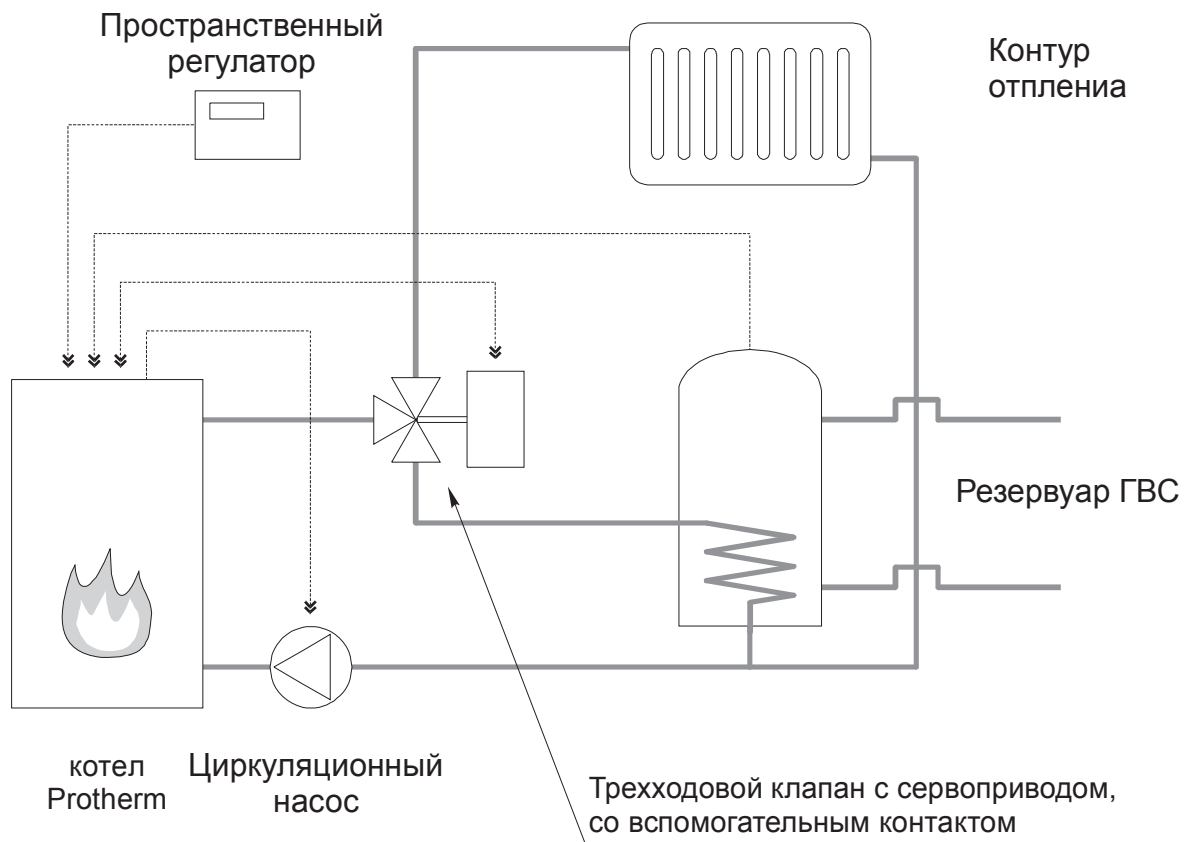 Пространственный
регулатор
Контур
отплениа
Резервуар ГВС
котел
Protherm
Циркуляционный
насос
Трехходовой клапан с сервоприводом,
со вспомогательным контактом